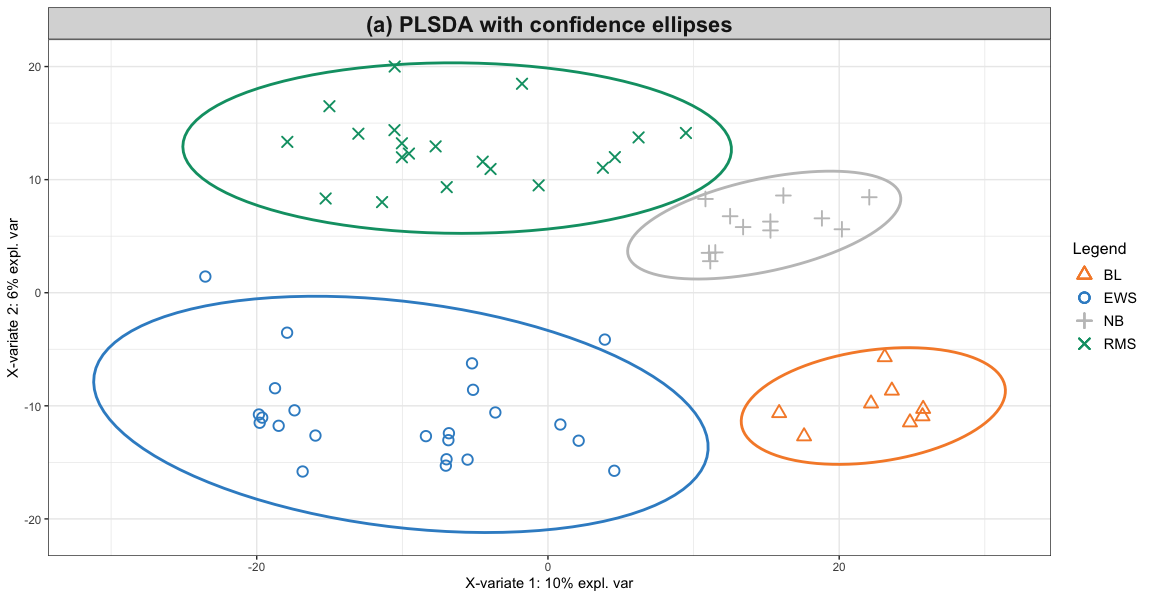 (a) PLSDA with confidence ellipses
20
10
0
-10
-20
X-variate 2: 6% expl. var
-20
0
20
X-variate 1: 10% expl. var
Legend
BL
EWS
NB
RMS